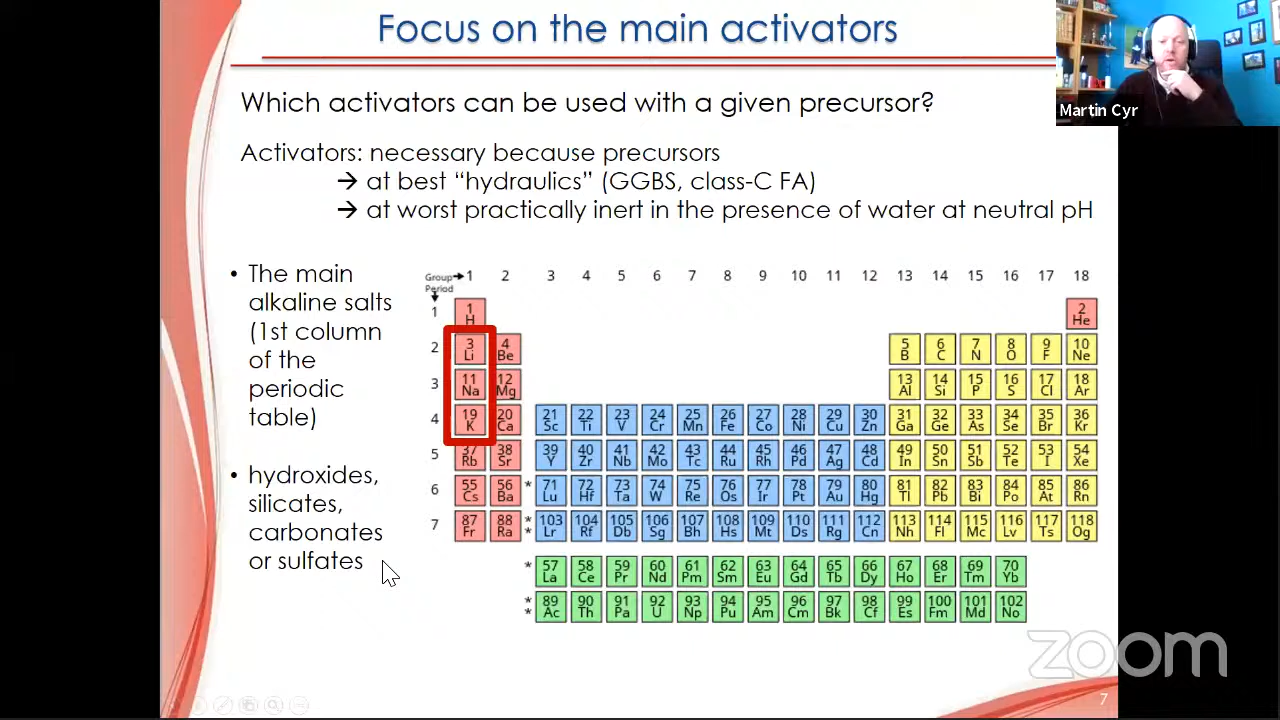 Focus on the main activators
Martin Cyr
Which activators can be used with a given precursor?
Activators: necessary because precursors
→ at best “hydraulics” (GGBS, class-C FA)
→ at worst practically inert in the presence of water at neutral pH
• The main
alkaline salts
(1st column
of the
periodic
table)
• hydroxides,
silicates,
carbonates
or sulfates
Group→ 1 2 3 4 5 6 7 8 9 10 11 12 13 14 15 16 17 18
Period
1 1 H 2 He
2 3 Li 4 Be 5 B 6 C 7 N 8 O 9 F 10 Ne
3 11 Na 12 Mg 13 Al 14 Si 15 P 16 S 17 Cl 18 Ar
4 19 K 20 Ca 21 Sc 22 Ti 23 V 24 Cr 25 Mn 26 Fe 27 Co 28 Ni 29 Cu 30 Zn 31 Ga 32 Ge 33 As 34 Se 35 Br 36 Kr
5 37 Rb 38 Sr 39 Y 40 Zr 41 Nb 42 Mo 43 Tc 44 Ru 45 Rh 46 Pd 47 Ag 48 Cd 49 In 50 Sn 51 Sb 52 Te 53 I 54 Xe
6 55 Cs 56 Ba * 71 Lu 72 Hf 73 Ta 74 W 75 Re 76 Os 77 Ir 78 Pt 79 Au 80 Hg 81 Tl 82 Pb 83 Bi 84 Po 85 At 86 Rn
7 87 Fr 88 Ra ** 103 Lr 104 Rf 105 Db 106 Sg 107 Bh 108 Hs 109 Mt 110 Ds 111 Rg 112 Cn 113 Nh 114 Fl 115 Mc 116 Lv 117 Ts 118 Og
* 57 La 58 Ce 59 Pr 60 Nd 61 Pm 62 Sm 63 Eu 64 Gd 65 Tb 66 Dy 67 Ho 68 Er 69 Tm 70 Yb
** 89 Ac 90 Th 91 Pa 92 U 93 Np 94 Pu 95 Am 96 Cm 97 Bk 98 Cf 99 Es 100 Fm 101 Md 102 No
zoom
7